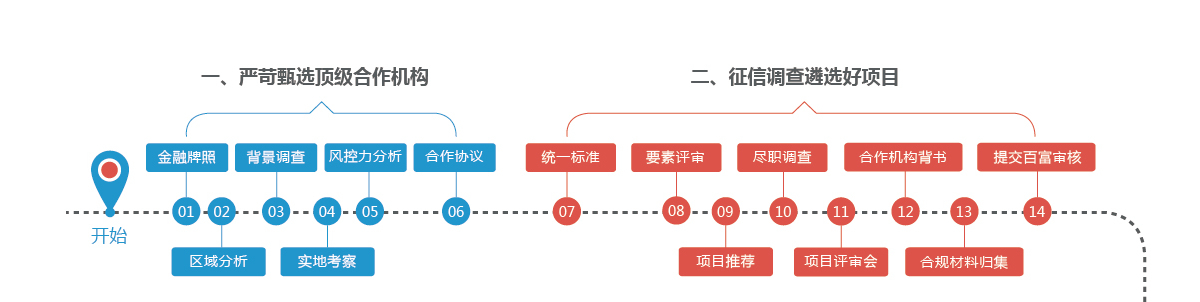 一、严苛甄选顶级合作机构
二、征信调查遴选好项目
金融牌照
背景调查
风控力分析
合作协议
统一标准
要素评审
尽职调查
合作机构背书
提交百富审核
01
02
03
04
05
06
07
08
09
10
11
12
13
14
开始
区域分析
实地考察
项目推荐
项目评审会
合规材料归集